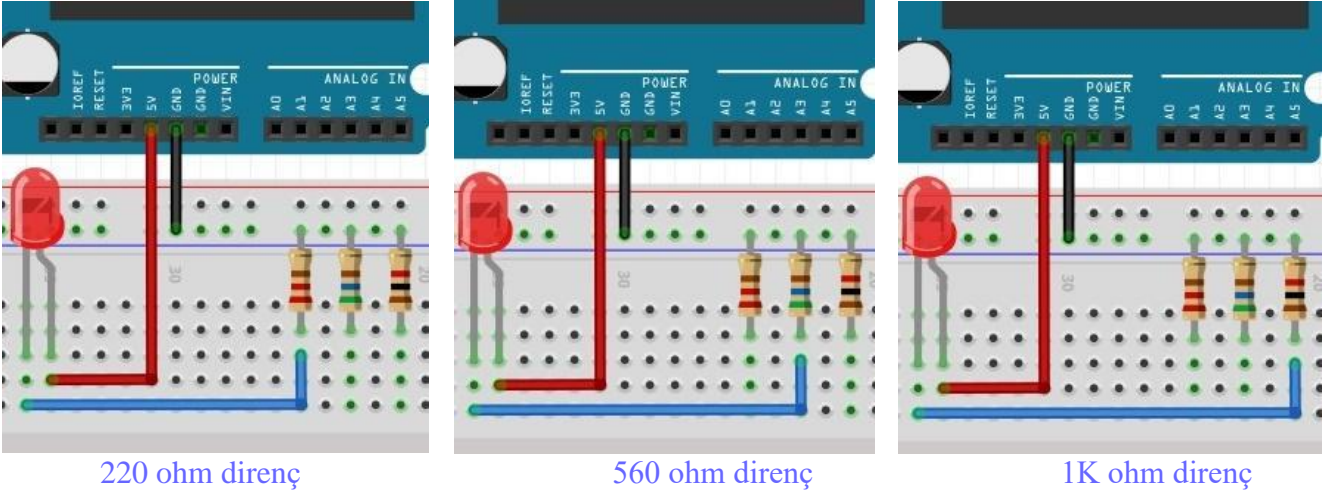 POWER
ANALOG IN
IOREF
RESET
3V3
5V
GND
GND
VIN
A0
A1
A2
A3
A4
A5
30
20
POWER
ANALOG IN
IOREF
RESET
3V3
5V
GND
GND
VIN
A0
A1
A2
A3
A4
A5
30
POWER
ANALOG IN
IOREF
RESET
3V3
5V
GND
GND
VIN
A0
A1
A2
A3
A4
A5
30
220 ohm direnç
560 ohm direnç
1K ohm direnç